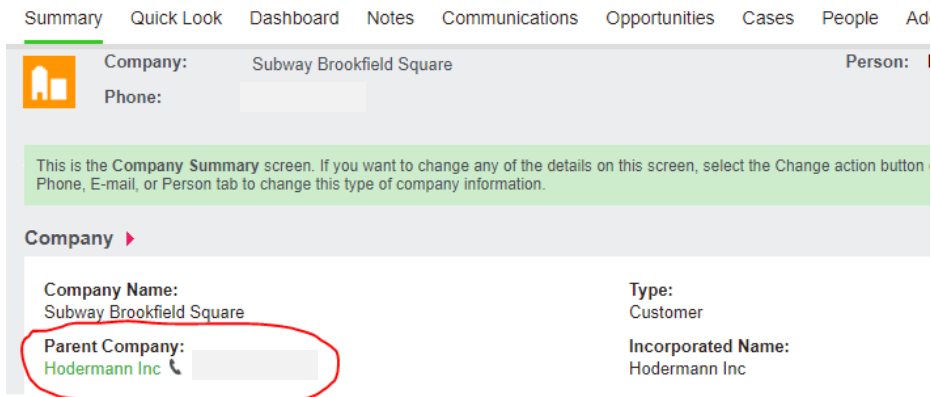 Summary Quick Look Dashboard Notes Communications Opportunities Cases People
Company: Subway Brookfield Square Person:
Phone:
This is the Company Summary screen. If you want to change any of the details on this screen, select the Change action button
Phone, E-mail, or Person tab to change this type of company information.
Company
Company Name: Type:
Subway Brookfield Square Customer
Parent Company: Incorporated Name:
Hodermann Inc Hodermann Inc